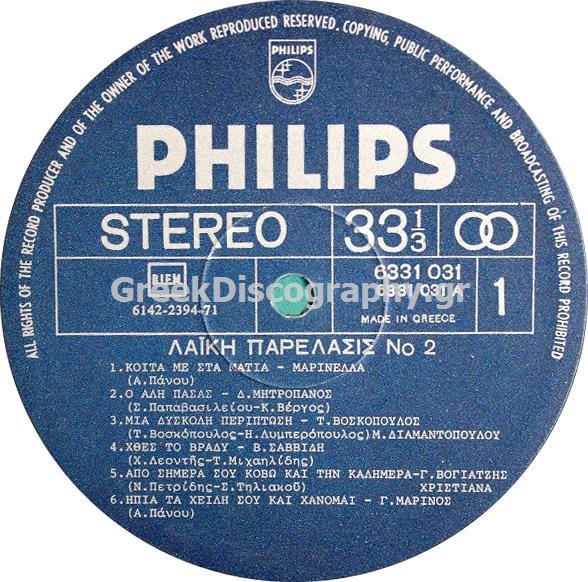 ALL RIGHTS OF THE RECORD PRODUCER AND OF THE OWNER OF THE WORK REPRODUCED RESERVED. COPYING, PUBLIC PERFORMANCE AND BROADCASTING OF THIS RECORD PROHIBITED
PHILIPS
PHILIPS
STEREO 33 1/3
BIEM 6331 031
GreekDiscography.gr
6331 031 A 1
6142-2394-71 MADE IN GREECE
ΛΑΪΚΗ ΠΑΡΕΛΑΣΙΣ Νο 2
1.ΚΟΙΤΑ ΜΕ ΣΤΑ ΜΑΤΙΑ - ΜΑΡΙΝΕΛΛΑ
(Α.Πάνου)
2.Ο ΑΛΗ ΠΑΣΑΣ - Δ.ΜΗΤΡΟΠΑΝΟΣ
(Σ.Παπαβασιλείου-Κ.Βέργος)
3.ΜΙΑ ΔΥΣΚΟΛΗ ΠΕΡΙΠΤΩΣΗ - Τ.ΒΟΣΚΟΠΟΥΛΟΣ
(Τ.Βοσκόπουλος-Η.Λυμπερόπουλος)Μ.ΔΙΑΜΑΝΤΟΠΟΥΛΟΥ
4.ΧΘΕΣ ΤΟ ΒΡΑΔΥ - Β.ΣΑΒΒΙΔΗ
(Χ.Λεοντῆς-Τ.Μιχαηλίδης)
5.ΑΠΟ ΣΗΜΕΡΑ ΣΟΥ ΚΟΒΩ ΚΑΙ ΤΗΝ ΚΑΛΗΜΕΡΑ-Γ.ΒΟΓΙΑΤΖΗΣ
(Ν.Πετρίδης-Σ.Τηλιακοῦ) ΧΡΙΣΤΙΑΝΑ
6.ΗΠΙΑ ΤΑ ΧΕΙΛΗ ΣΟΥ ΚΑΙ ΧΑΝΟΜΑΙ - Γ.ΜΑΡΙΝΟΣ
(Α.Πάνου)